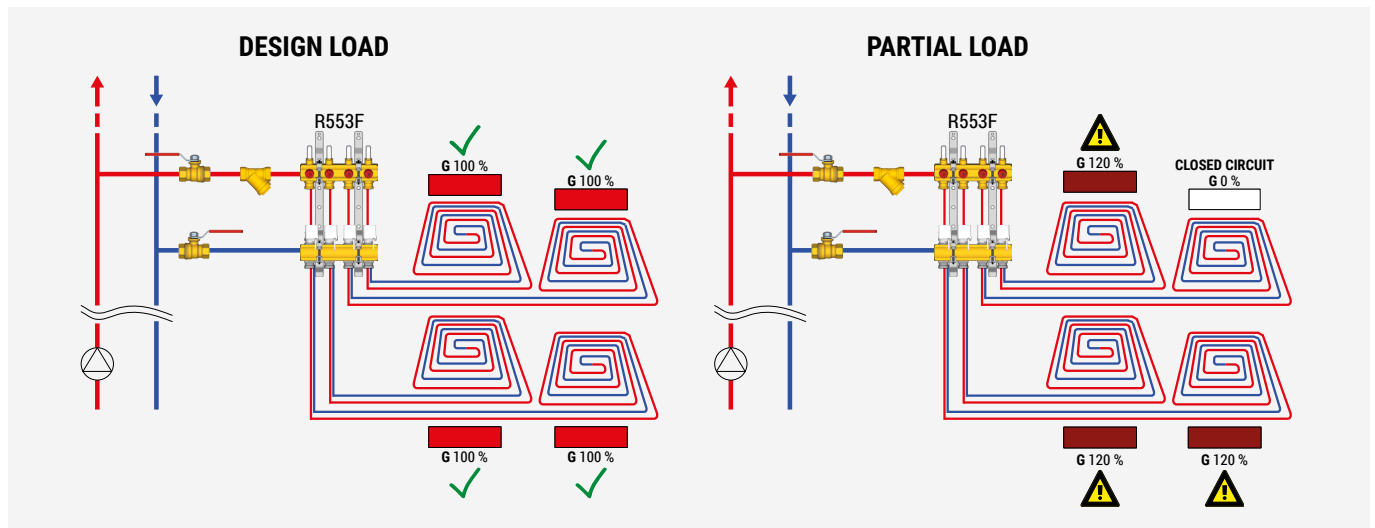 DESIGN LOAD
R553F
G 100 %
G 100 %
G 100 %
G 100 %
PARTIAL LOAD
R553F
G 120 %
CLOSED CIRCUIT
G 0 %
G 120 %
G 120 %